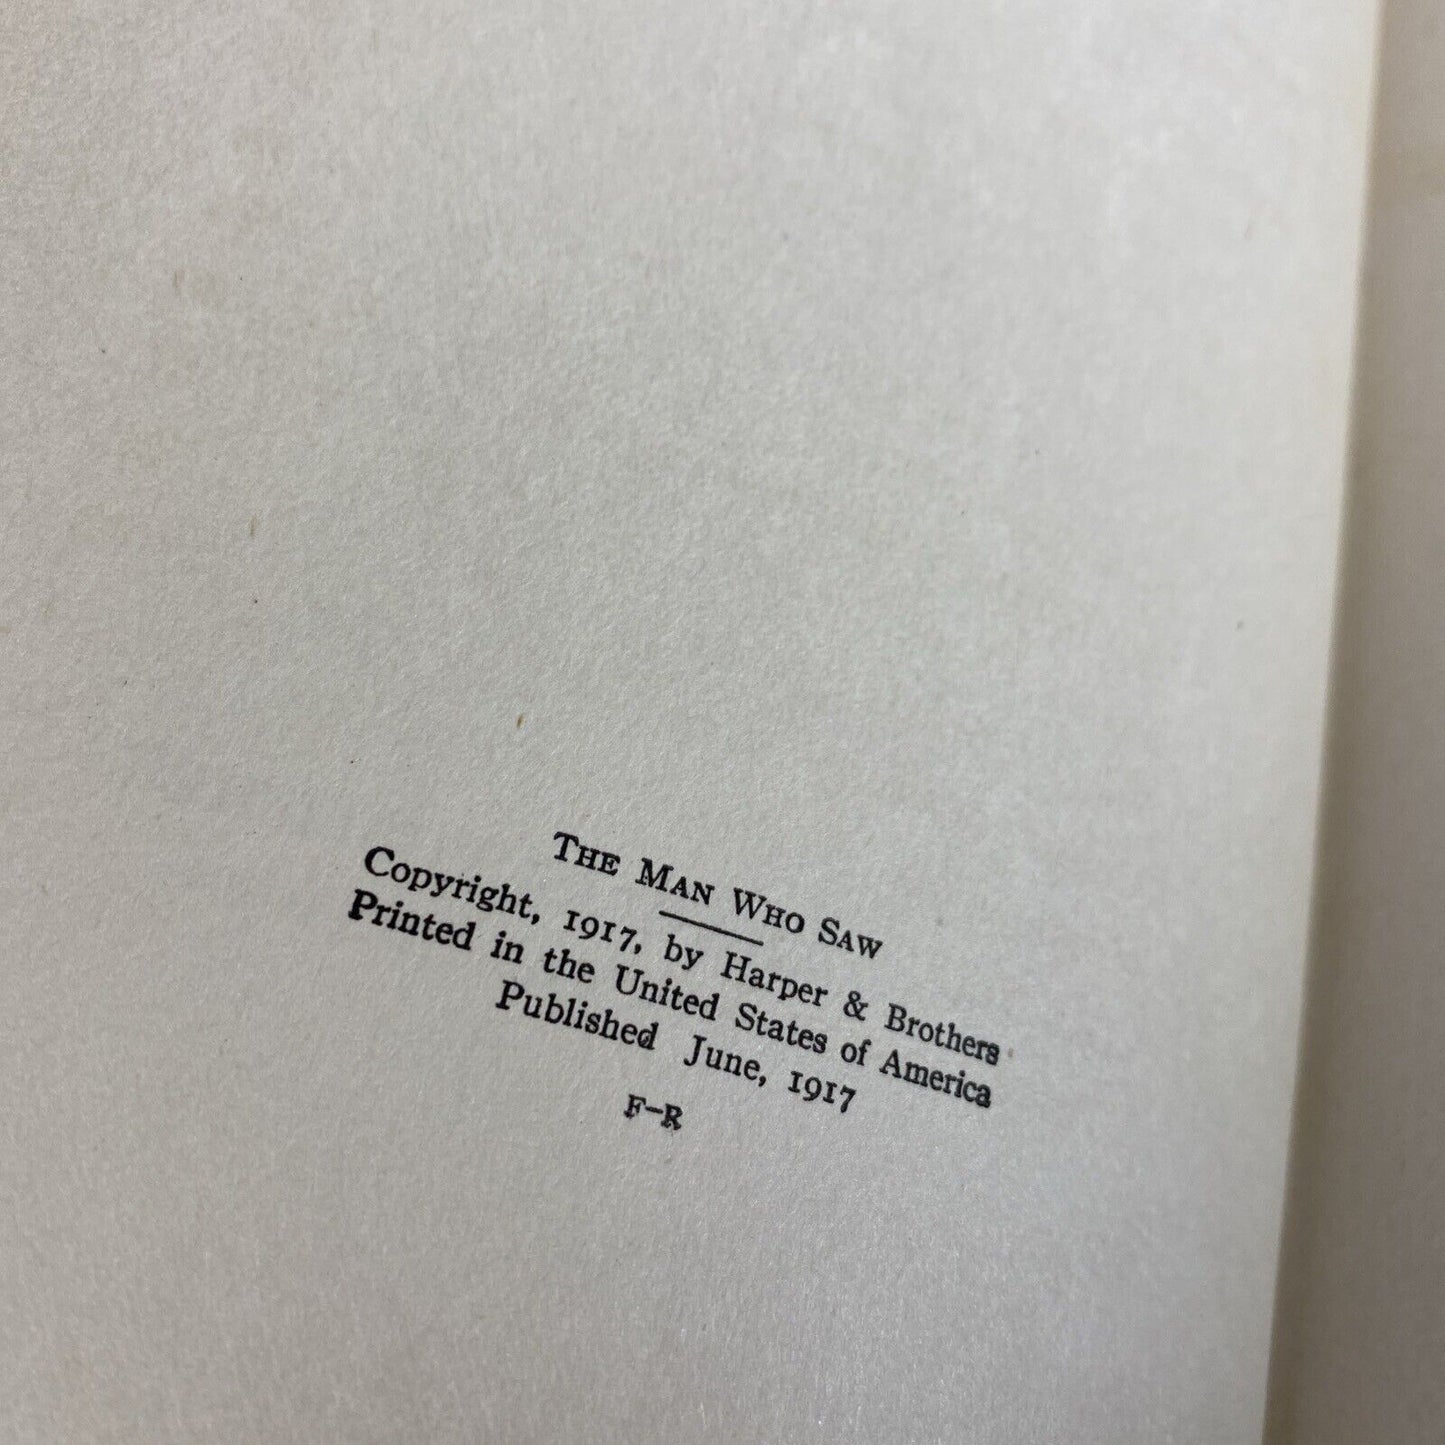 THE MAN WHO SAW
Copyright, 1917, by Harper & Brothers
Printed in the United States of America
Published June, 1917
F-R